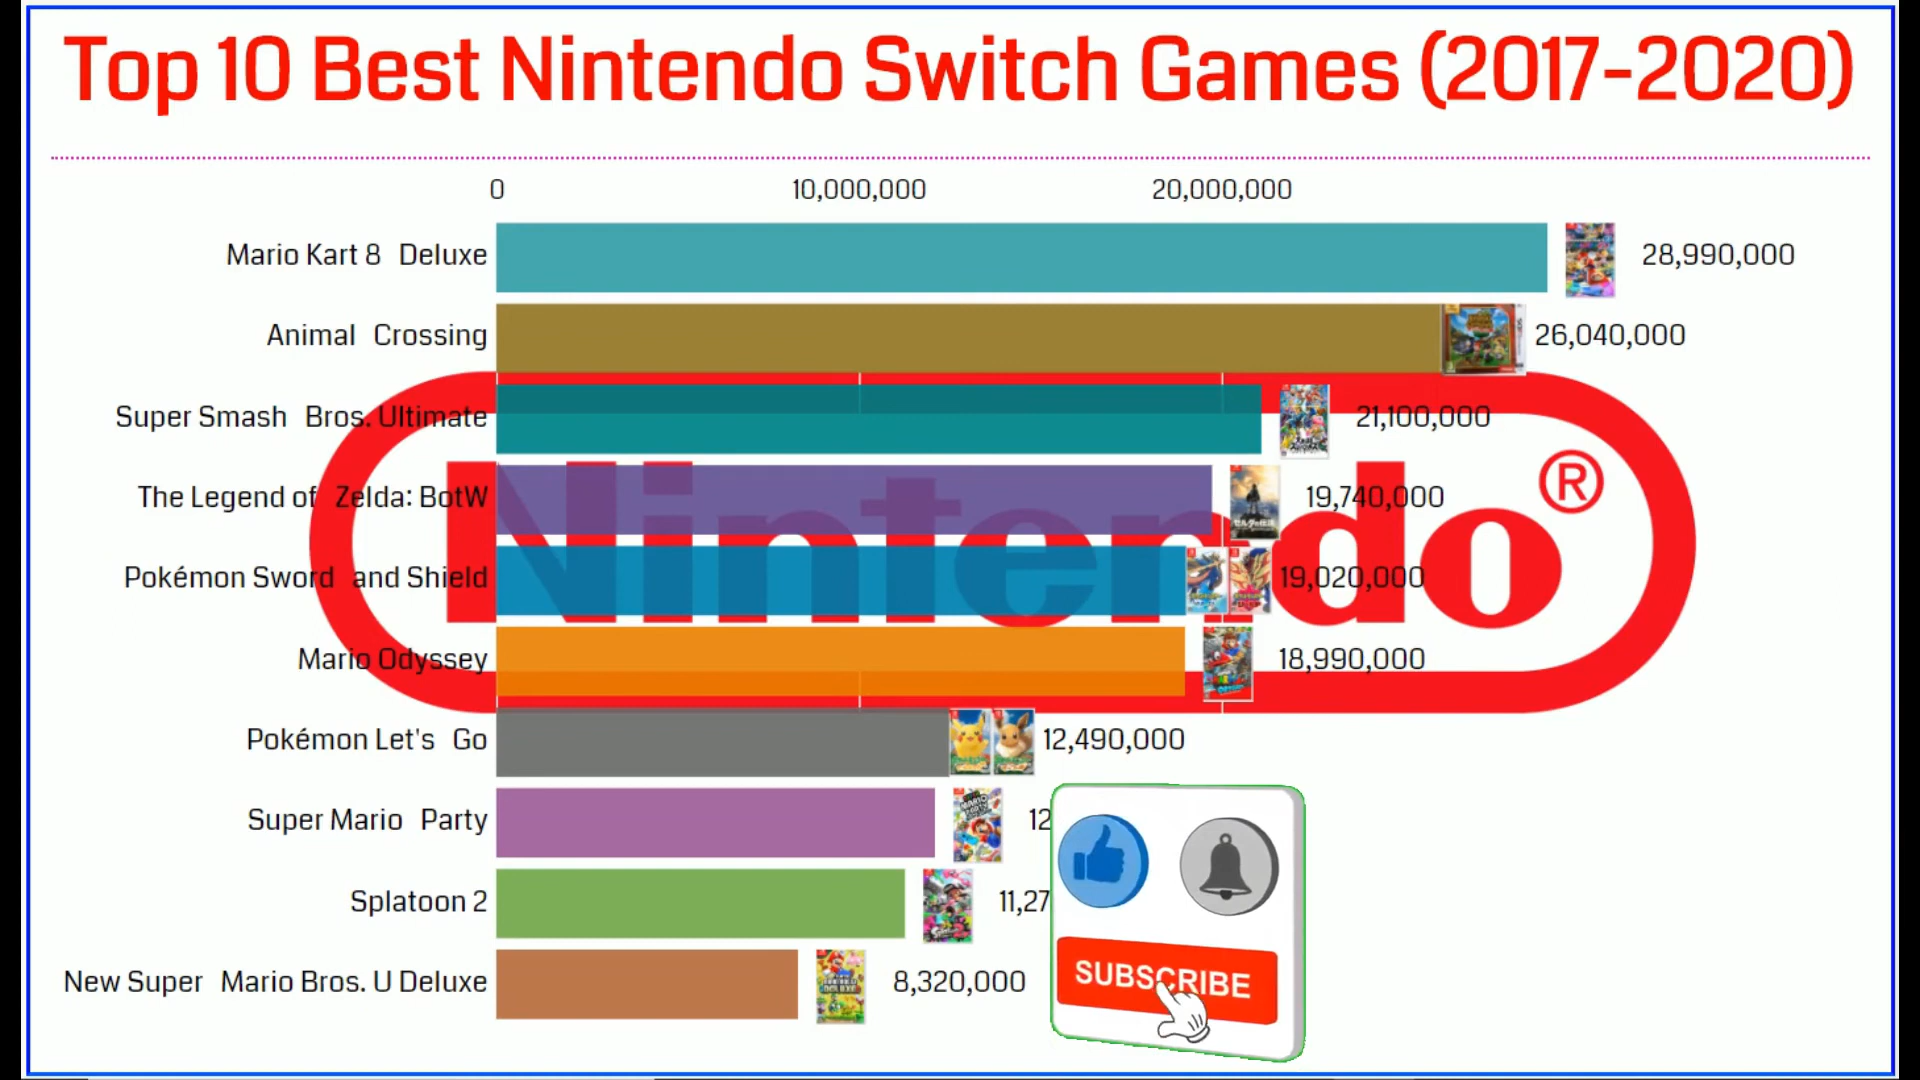 Top 10 Best Nintendo Switch Games (2017-2020)
0 10,000,000 20,000,000
Mario Kart 8 Deluxe 28,990,000
Animal Crossing 26,040,000
Super Smash Bros. Ultimate 21,100,000
The Legend of Zelda: BotW 19,740,000
Pokémon Sword and Shield 19,020,000
Mario Odyssey 18,990,000
Pokémon Let's Go 12,490,000
Super Mario Party 12
Splatoon 2 11,27
New Super Mario Bros. U Deluxe 8,320,000
Nintendo ®
SUBSCRIBE